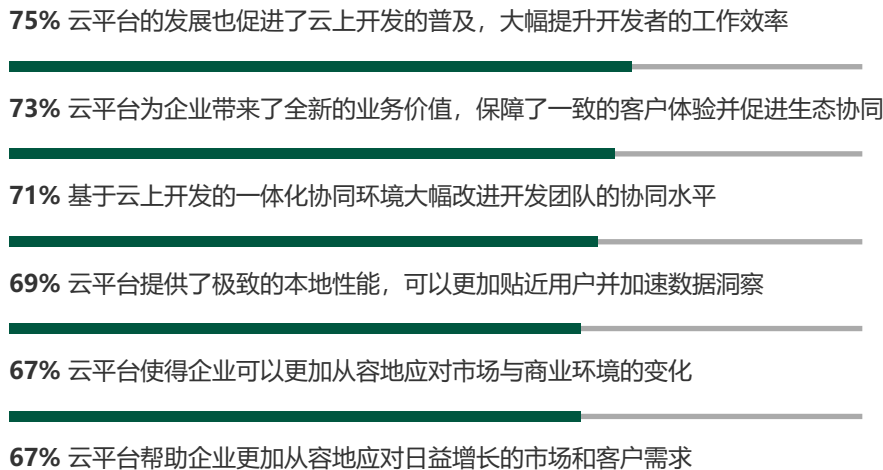 75% 云平台的发展也促进了云上开发的普及，大幅提升开发者的工作效率
73% 云平台为企业带来了全新的业务价值，保障了一致的客户体验并促进生态协同
71% 基于云上开发的一体化协同环境大幅改进开发团队的协同水平
69% 云平台提供了极致的本地性能，可以更加贴近用户并加速数据洞察
67% 云平台使得企业可以更加从容地应对市场与商业环境的变化
67% 云平台帮助企业更加从容地应对日益增长的市场和客户需求